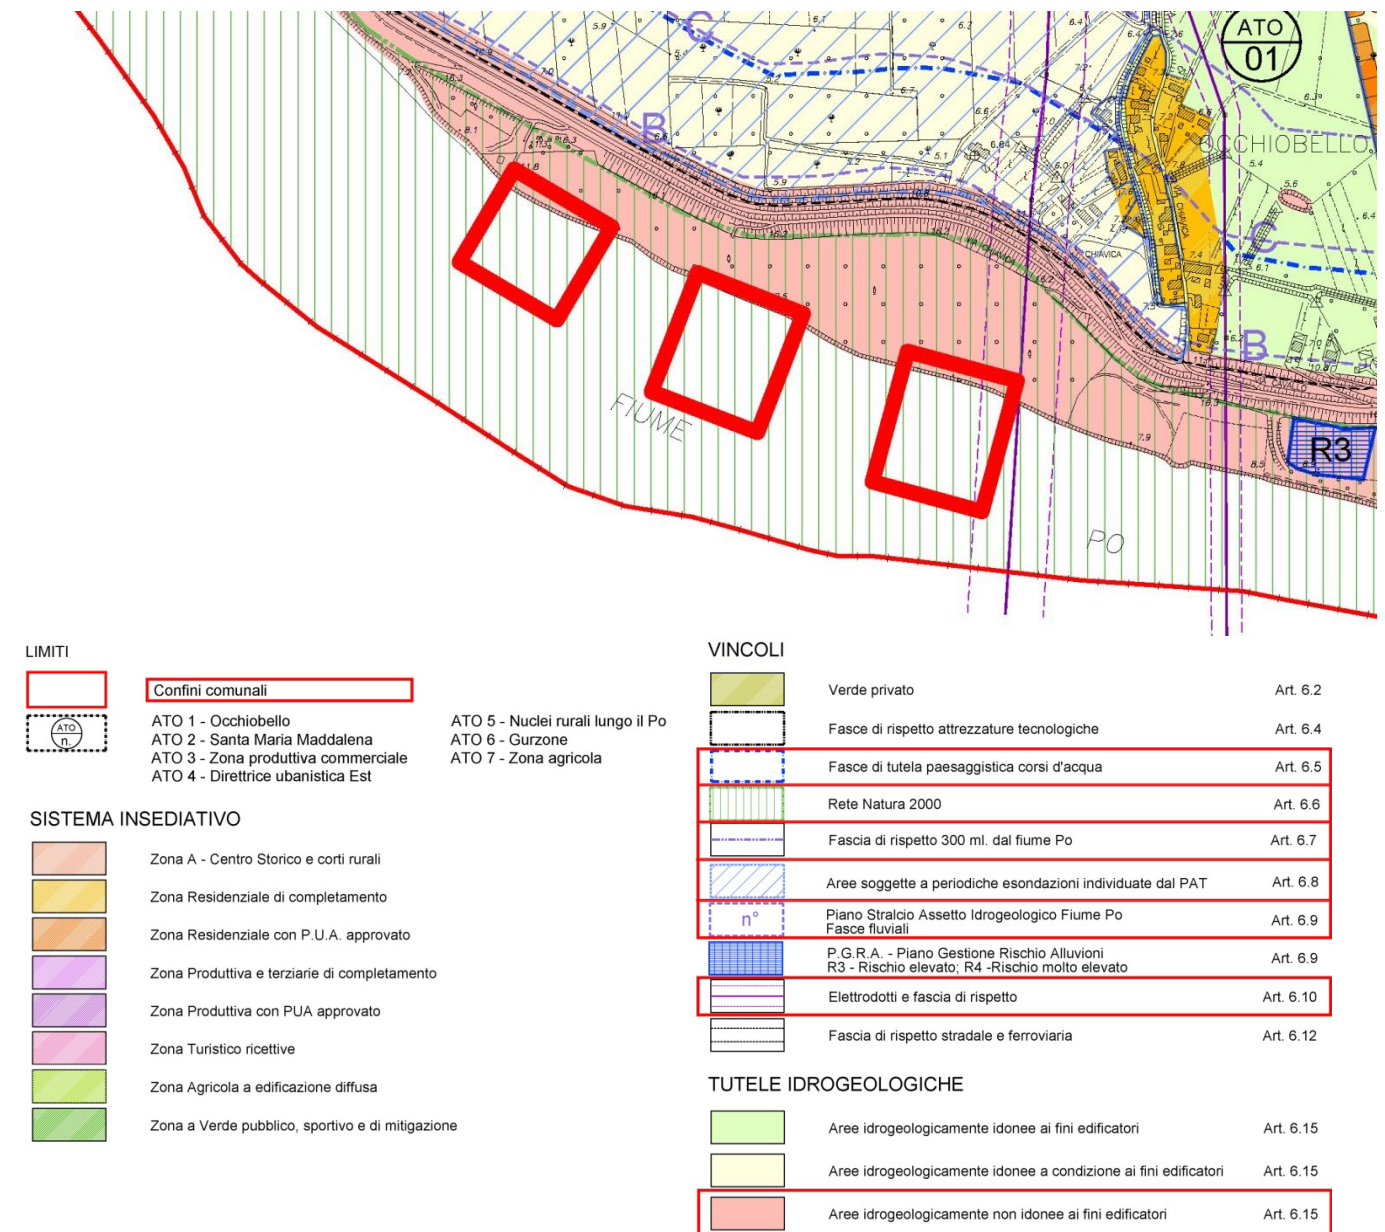 ATO
01
OCCHIOBELLO
C
B
C
B
CHIAVICA
CHIAVICA
FIUME
PO
R3
LIMITI
Confini comunali
ATO
n.
ATO 1 - Occhiobello
ATO 2 - Santa Maria Maddalena
ATO 3 - Zona produttiva commerciale
ATO 4 - Direttrice ubanistica Est
ATO 5 - Nuclei rurali lungo il Po
ATO 6 - Gurzone
ATO 7 - Zona agricola
SISTEMA INSEDIATIVO
Zona A - Centro Storico e corti rurali
Zona Residenziale di completamento
Zona Residenziale con P.U.A. approvato
Zona Produttiva e terziarie di completamento
Zona Produttiva con PUA approvato
Zona Turistico ricettive
Zona Agricola a edificazione diffusa
Zona a Verde pubblico, sportivo e di mitigazione
VINCOLI
Verde privato Art. 6.2
Fasce di rispetto attrezzature tecnologiche Art. 6.4
Fasce di tutela paesaggistica corsi d'acqua Art. 6.5
Rete Natura 2000 Art. 6.6
Fascia di rispetto 300 ml. dal fiume Po Art. 6.7
Aree soggette a periodiche esondazioni individuate dal PAT Art. 6.8
n°
Piano Stralcio Assetto Idrogeologico Fiume Po
Fasce fluviali Art. 6.9
P.G.R.A. - Piano Gestione Rischio Alluvioni
R3 - Rischio elevato; R4 -Rischio molto elevato Art. 6.9
Elettrodotti e fascia di rispetto Art. 6.10
Fascia di rispetto stradale e ferroviaria Art. 6.12
TUTELE IDROGEOLOGICHE
Aree idrogeologicamente idonee ai fini edificatori Art. 6.15
Aree idrogeologicamente idonee a condizione ai fini edificatori Art. 6.15
Aree idrogeologicamente non idonee ai fini edificatori Art. 6.15